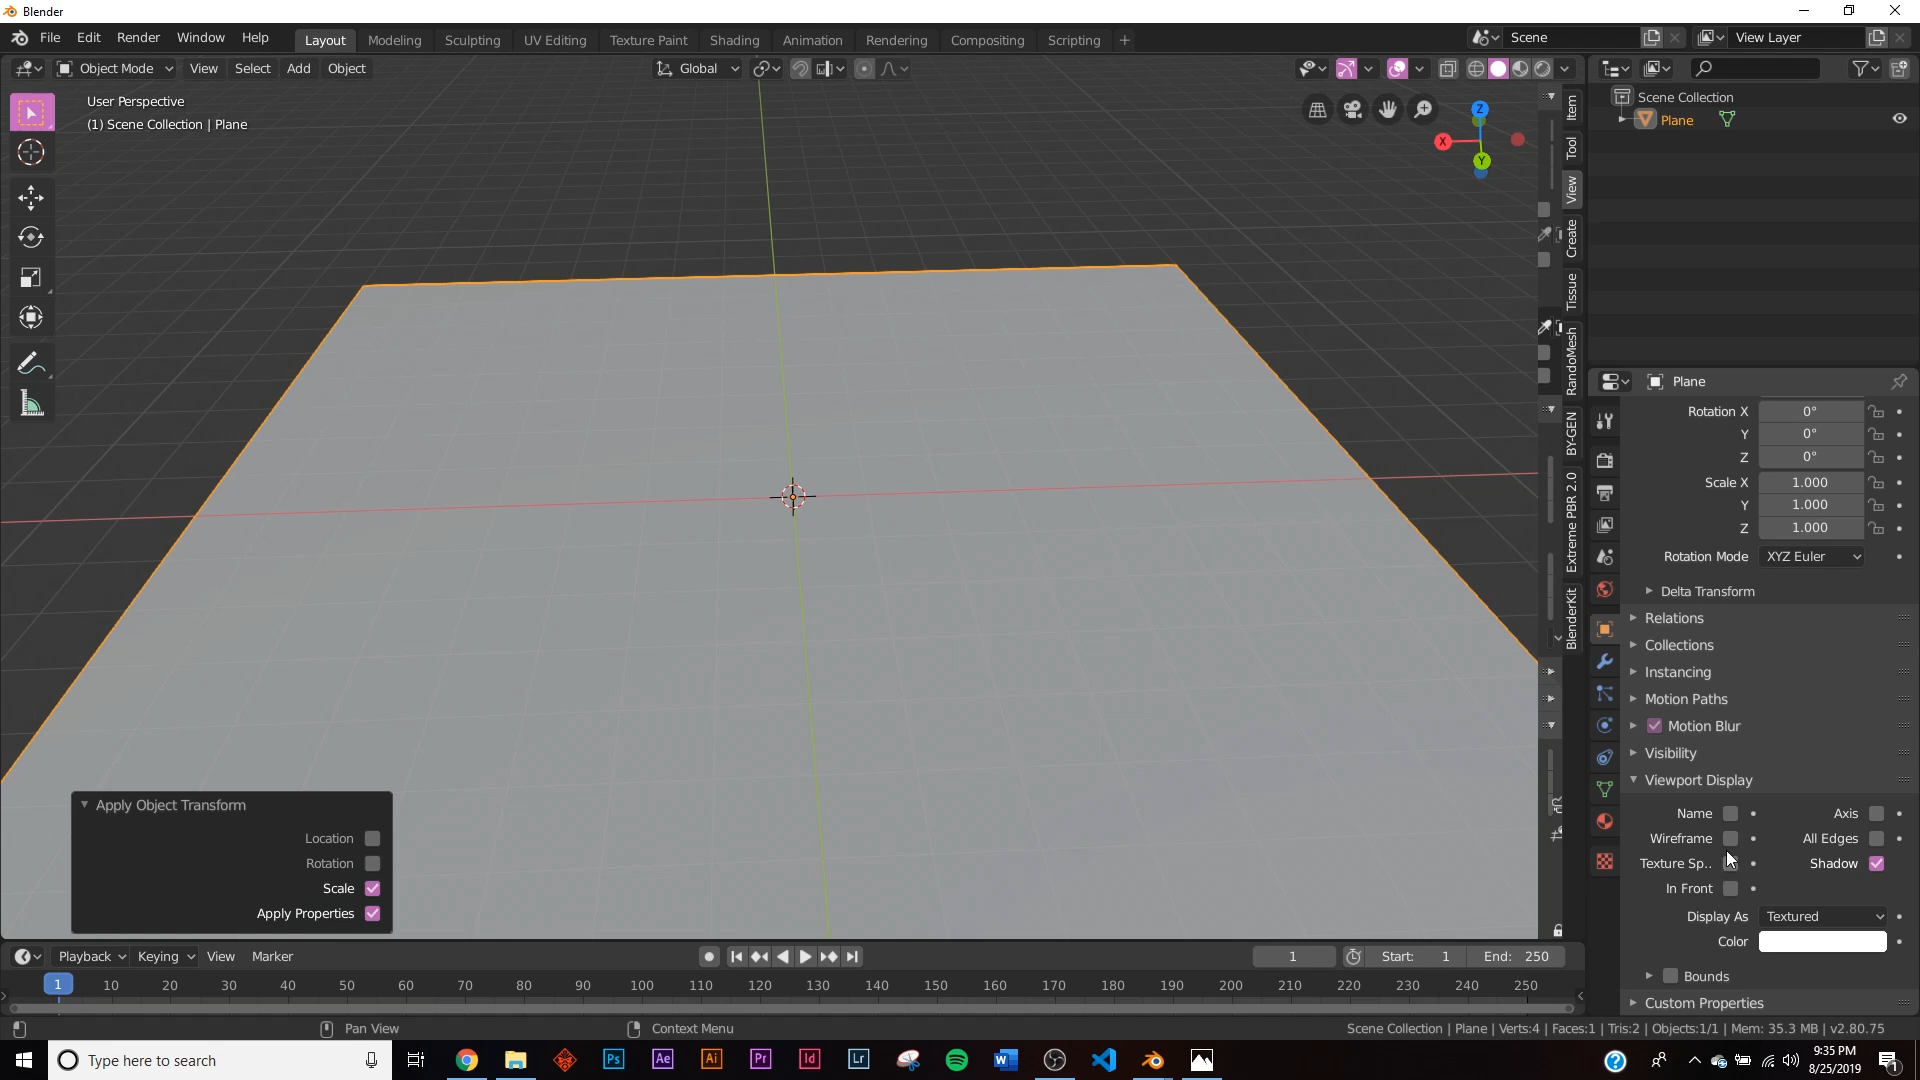 Blender
File Edit Render Window Help Layout Modeling Sculpting UV Editing Texture Paint Shading Animation Rendering Compositing Scripting + Scene View Layer
Object Mode View Select Add Object Global
User Perspective
(1) Scene Collection | Plane
Z
X
Y
Item
Tool
View
Create
Tissue
RandoMesh
BY-GEN
Extreme PBR 2.0
BlenderKit
Scene Collection
Plane
Plane
Rotation X 0°
Y 0°
Z 0°
Scale X 1.000
Y 1.000
Z 1.000
Rotation Mode XYZ Euler
Delta Transform
Relations
Collections
Instancing
Motion Paths
Motion Blur
Visibility
Viewport Display
Name Axis
Wireframe All Edges
Texture Sp.. Shadow
In Front
Display As Textured
Color
Bounds
Custom Properties
Apply Object Transform
Location
Rotation
Scale
Apply Properties
Playback Keying View Marker 1 Start: 1 End: 250
1 10 20 30 40 50 60 70 80 90 100 110 120 130 140 150 160 170 180 190 200 210 220 230 240 250
Pan View Context Menu Scene Collection | Plane | Verts:4 | Faces:1 | Tris:2 | Objects:1/1 | Mem: 35.3 MB | v2.80.75
Type here to search Ps Ae Ai Pr Id Lr W ?
9:35 PM
8/25/2019
1